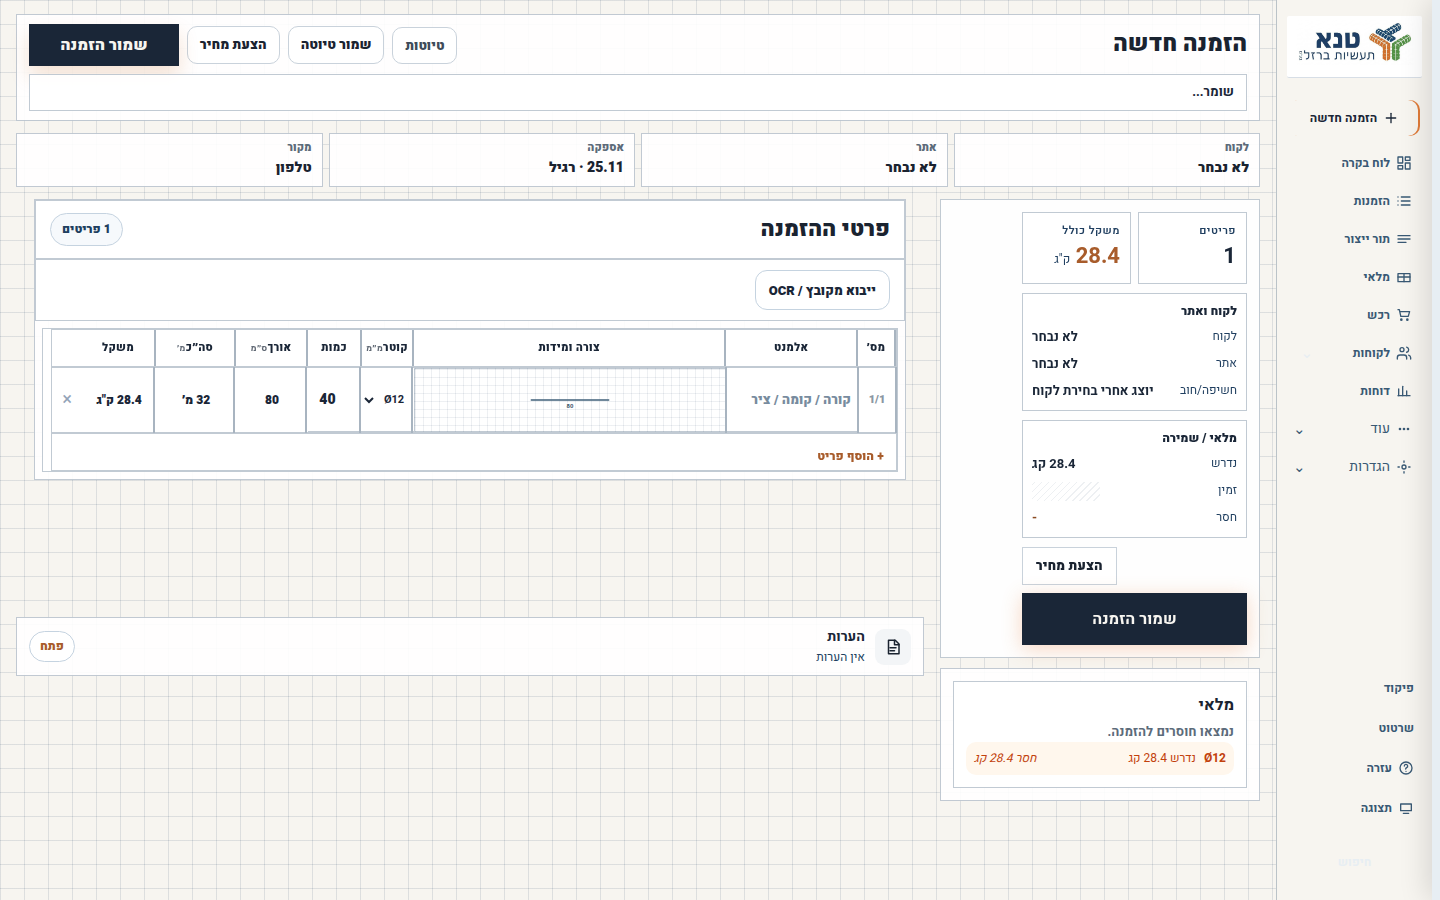 טנא
תעשיות ברזל
הזמנה חדשה
לוח בקרה
הזמנות
תור ייצור
מלאי
רכש
לקוחות
דוחות
עוד
הגדרות
פיקוד
שרטוט
עזרה
תצוגה
הזמנה חדשה
טיוטות
שמור טיוטה
הצעת מחיר
שמור הזמנה
שומר...
לקוח
לא נבחר
אתר
לא נבחר
אספקה
25.11 · רגיל
מקור
טלפון
פריטים
1
משקל כולל
28.4 ק"ג
לקוח ואתר
לקוח לא נבחר
אתר לא נבחר
חשיפה/חוב יוצג אחרי בחירת לקוח
מלאי / שמירה
נדרש 28.4 קג
זמין
חסר -
הצעת מחיר
שמור הזמנה
מלאי
נמצאו חוסרים להזמנה.
Ø12 נדרש 28.4 קג חסר 28.4 קג
פרטי ההזמנה
1 פריטים
ייבוא מקובץ / OCR
מס׳ אלמנט צורה ומידות קוטר מ״מ כמות אורך ס״מ סה״כ מ׳ משקל
1/1 קורה / קומה / ציר 80 Ø12 40 80 32 מ׳ 28.4 ק"ג ×
+ הוסף פריט
הערות
אין הערות
פתח